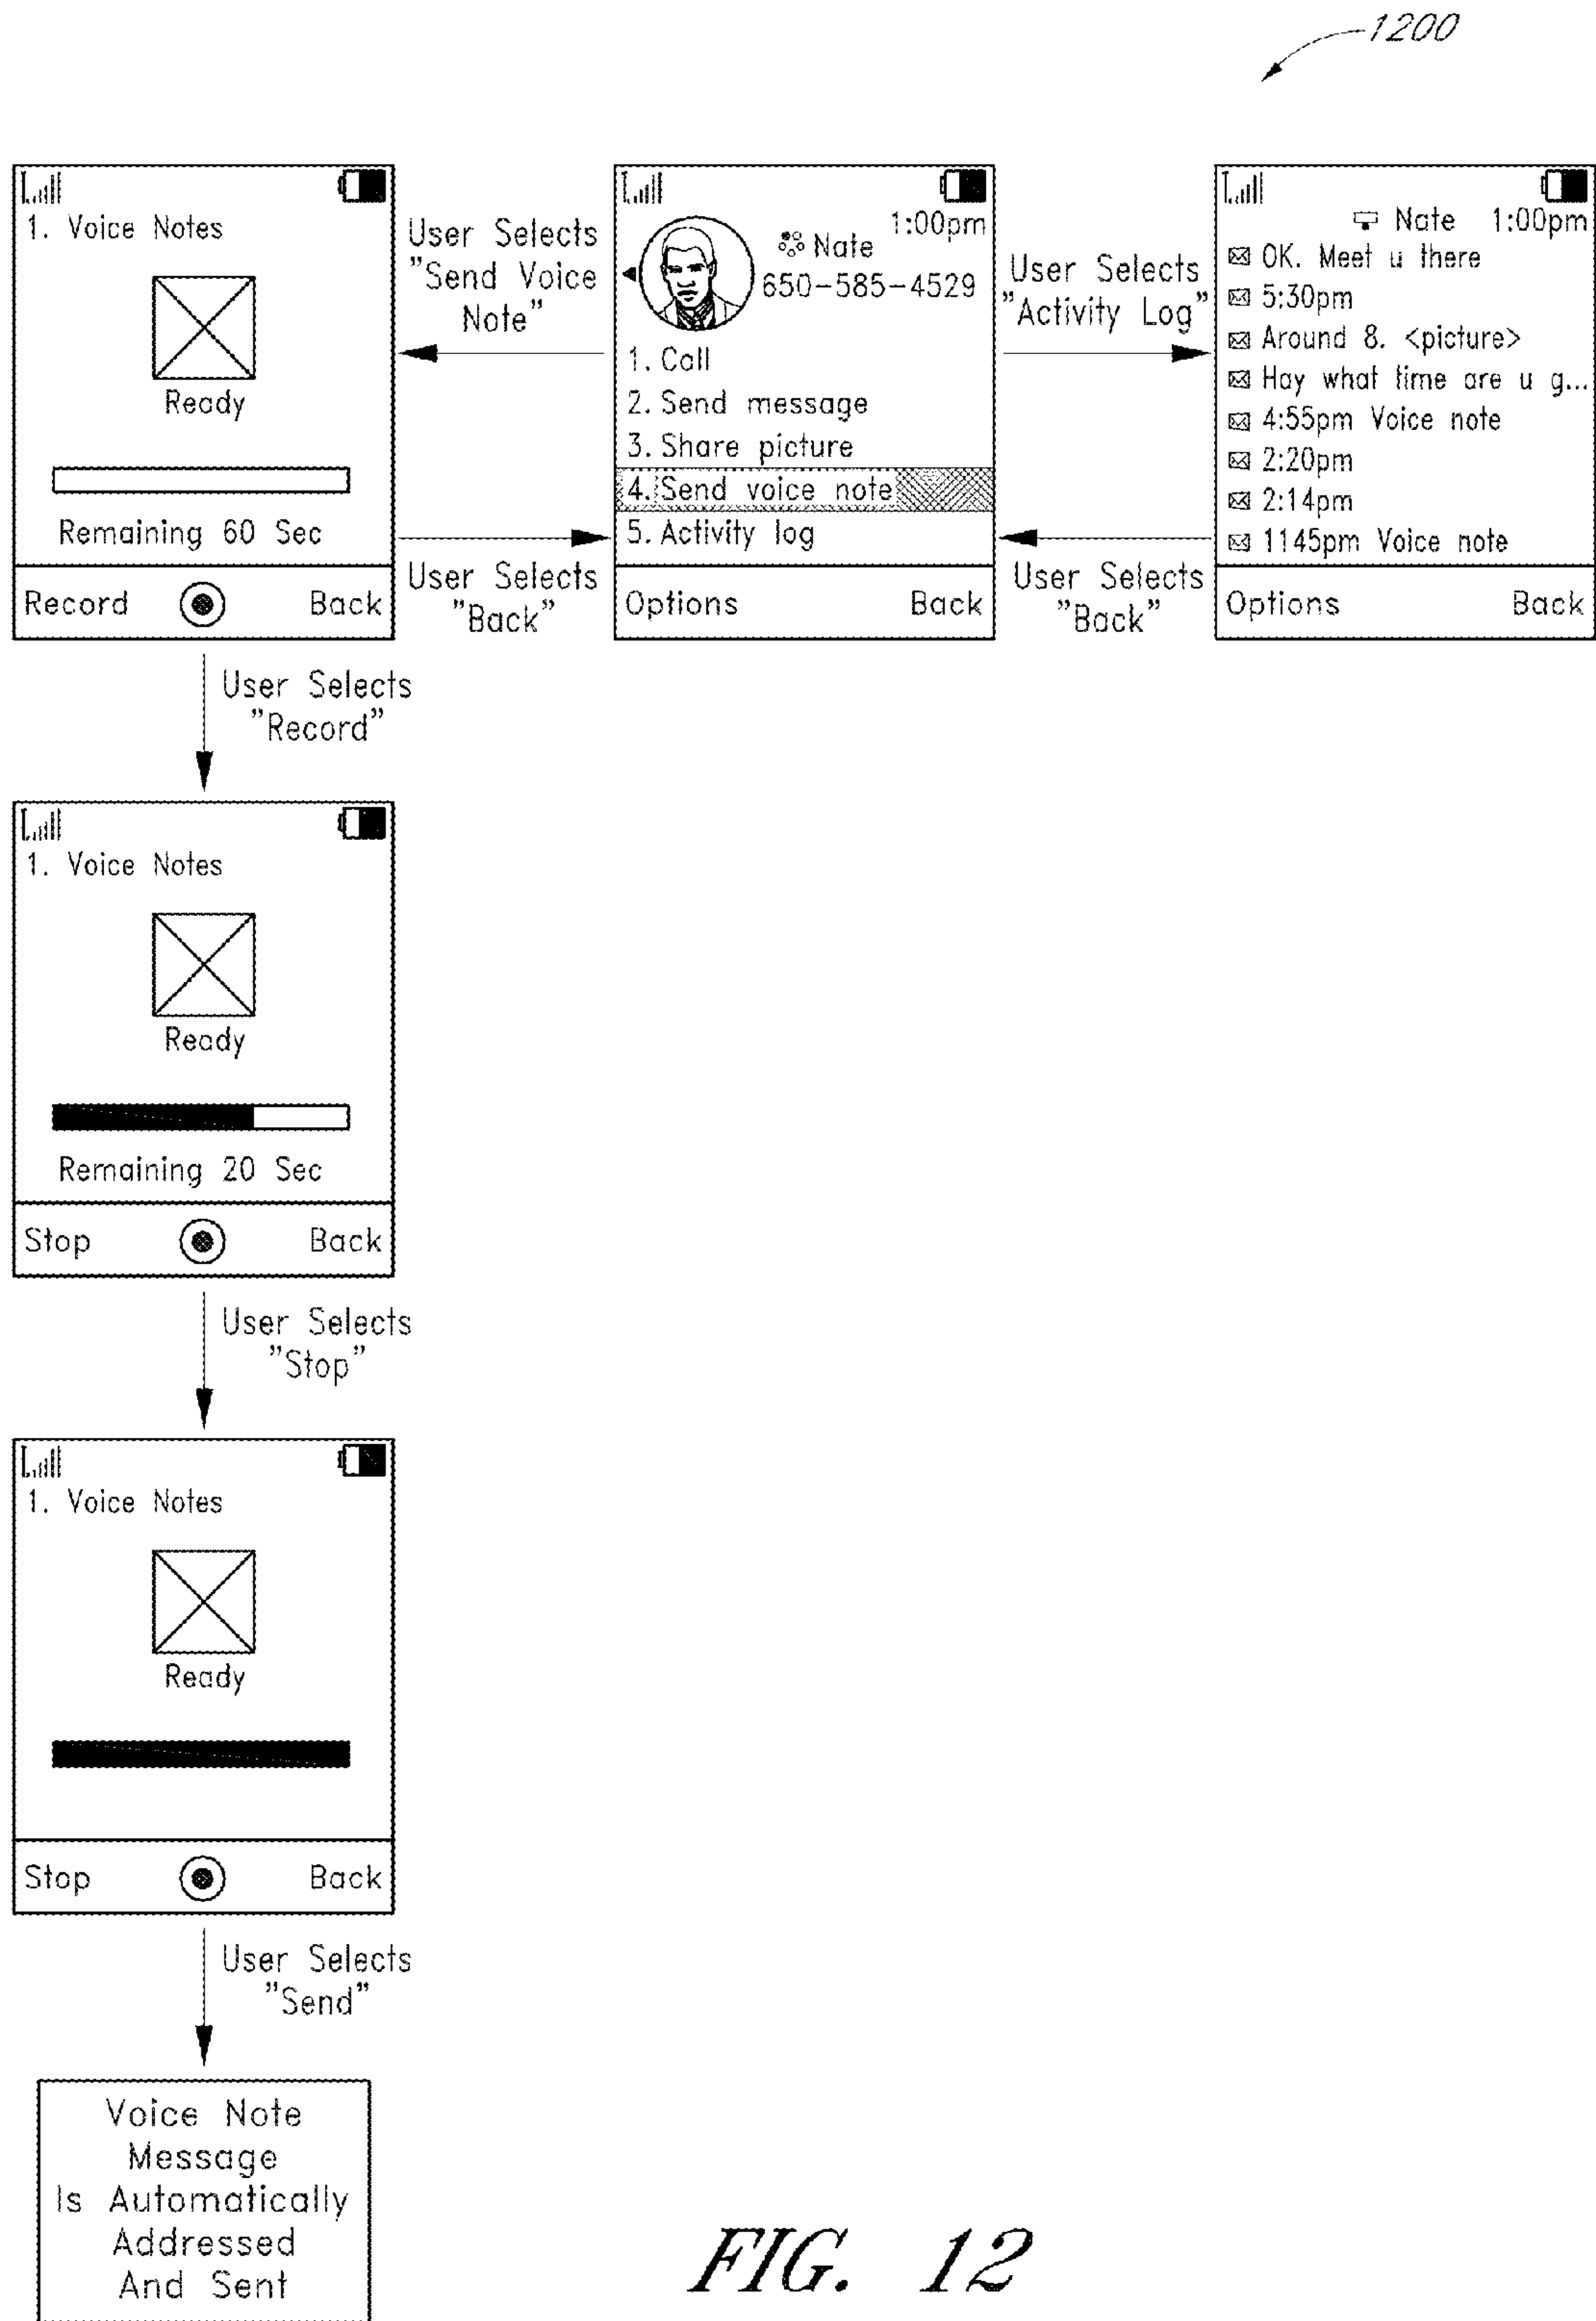 1200
1. Voice Notes
Ready
Remaining 60 Sec
Record
Back
User Selects
"Send Voice
Note"
User Selects
"Back"
1:00pm
Nate
650-585-4529
1. Call
2. Send message
3. Share picture
4. Send voice note
5. Activity log
Options
Back
User Selects
"Activity Log"
User Selects
"Back"
Nate 1:00pm
OK. Meet u there
5:30pm
Around 8. <picture>
Hay what time are u g...
4:55pm Voice note
2:20pm
2:14pm
1145pm Voice note
Options
Back
User Selects
"Record"
1. Voice Notes
Ready
Remaining 20 Sec
Stop
Back
User Selects
"Stop"
1. Voice Notes
Ready
Stop
Back
User Selects
"Send"
Voice Note
Message
Is Automatically
Addressed
And Sent
FIG. 12